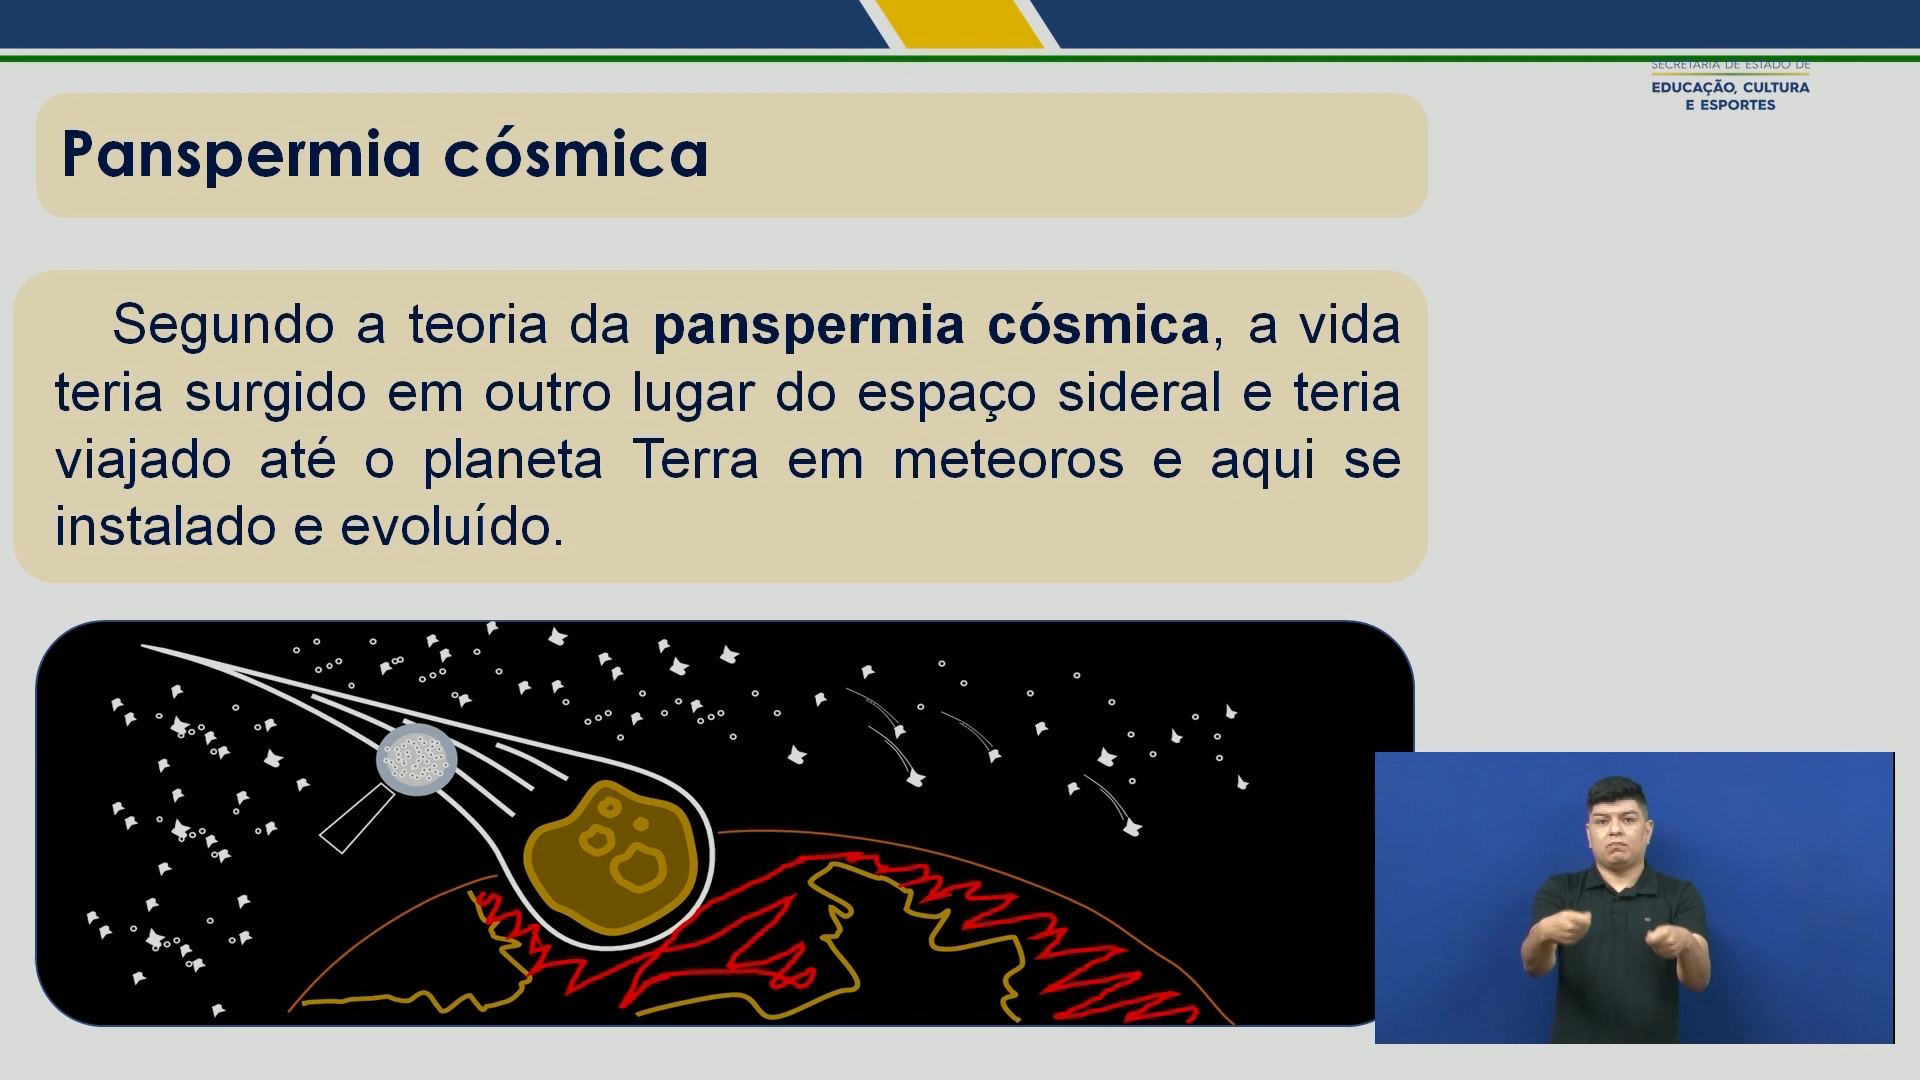 SECRETARIA DE ESTADO DE
EDUCAÇÃO, CULTURA
E ESPORTES
Panspermia cósmica
Segundo a teoria da panspermia cósmica, a vida
teria surgido em outro lugar do espaço sideral e teria
viajado até o planeta Terra em meteoros e aqui se
instalado e evoluído.